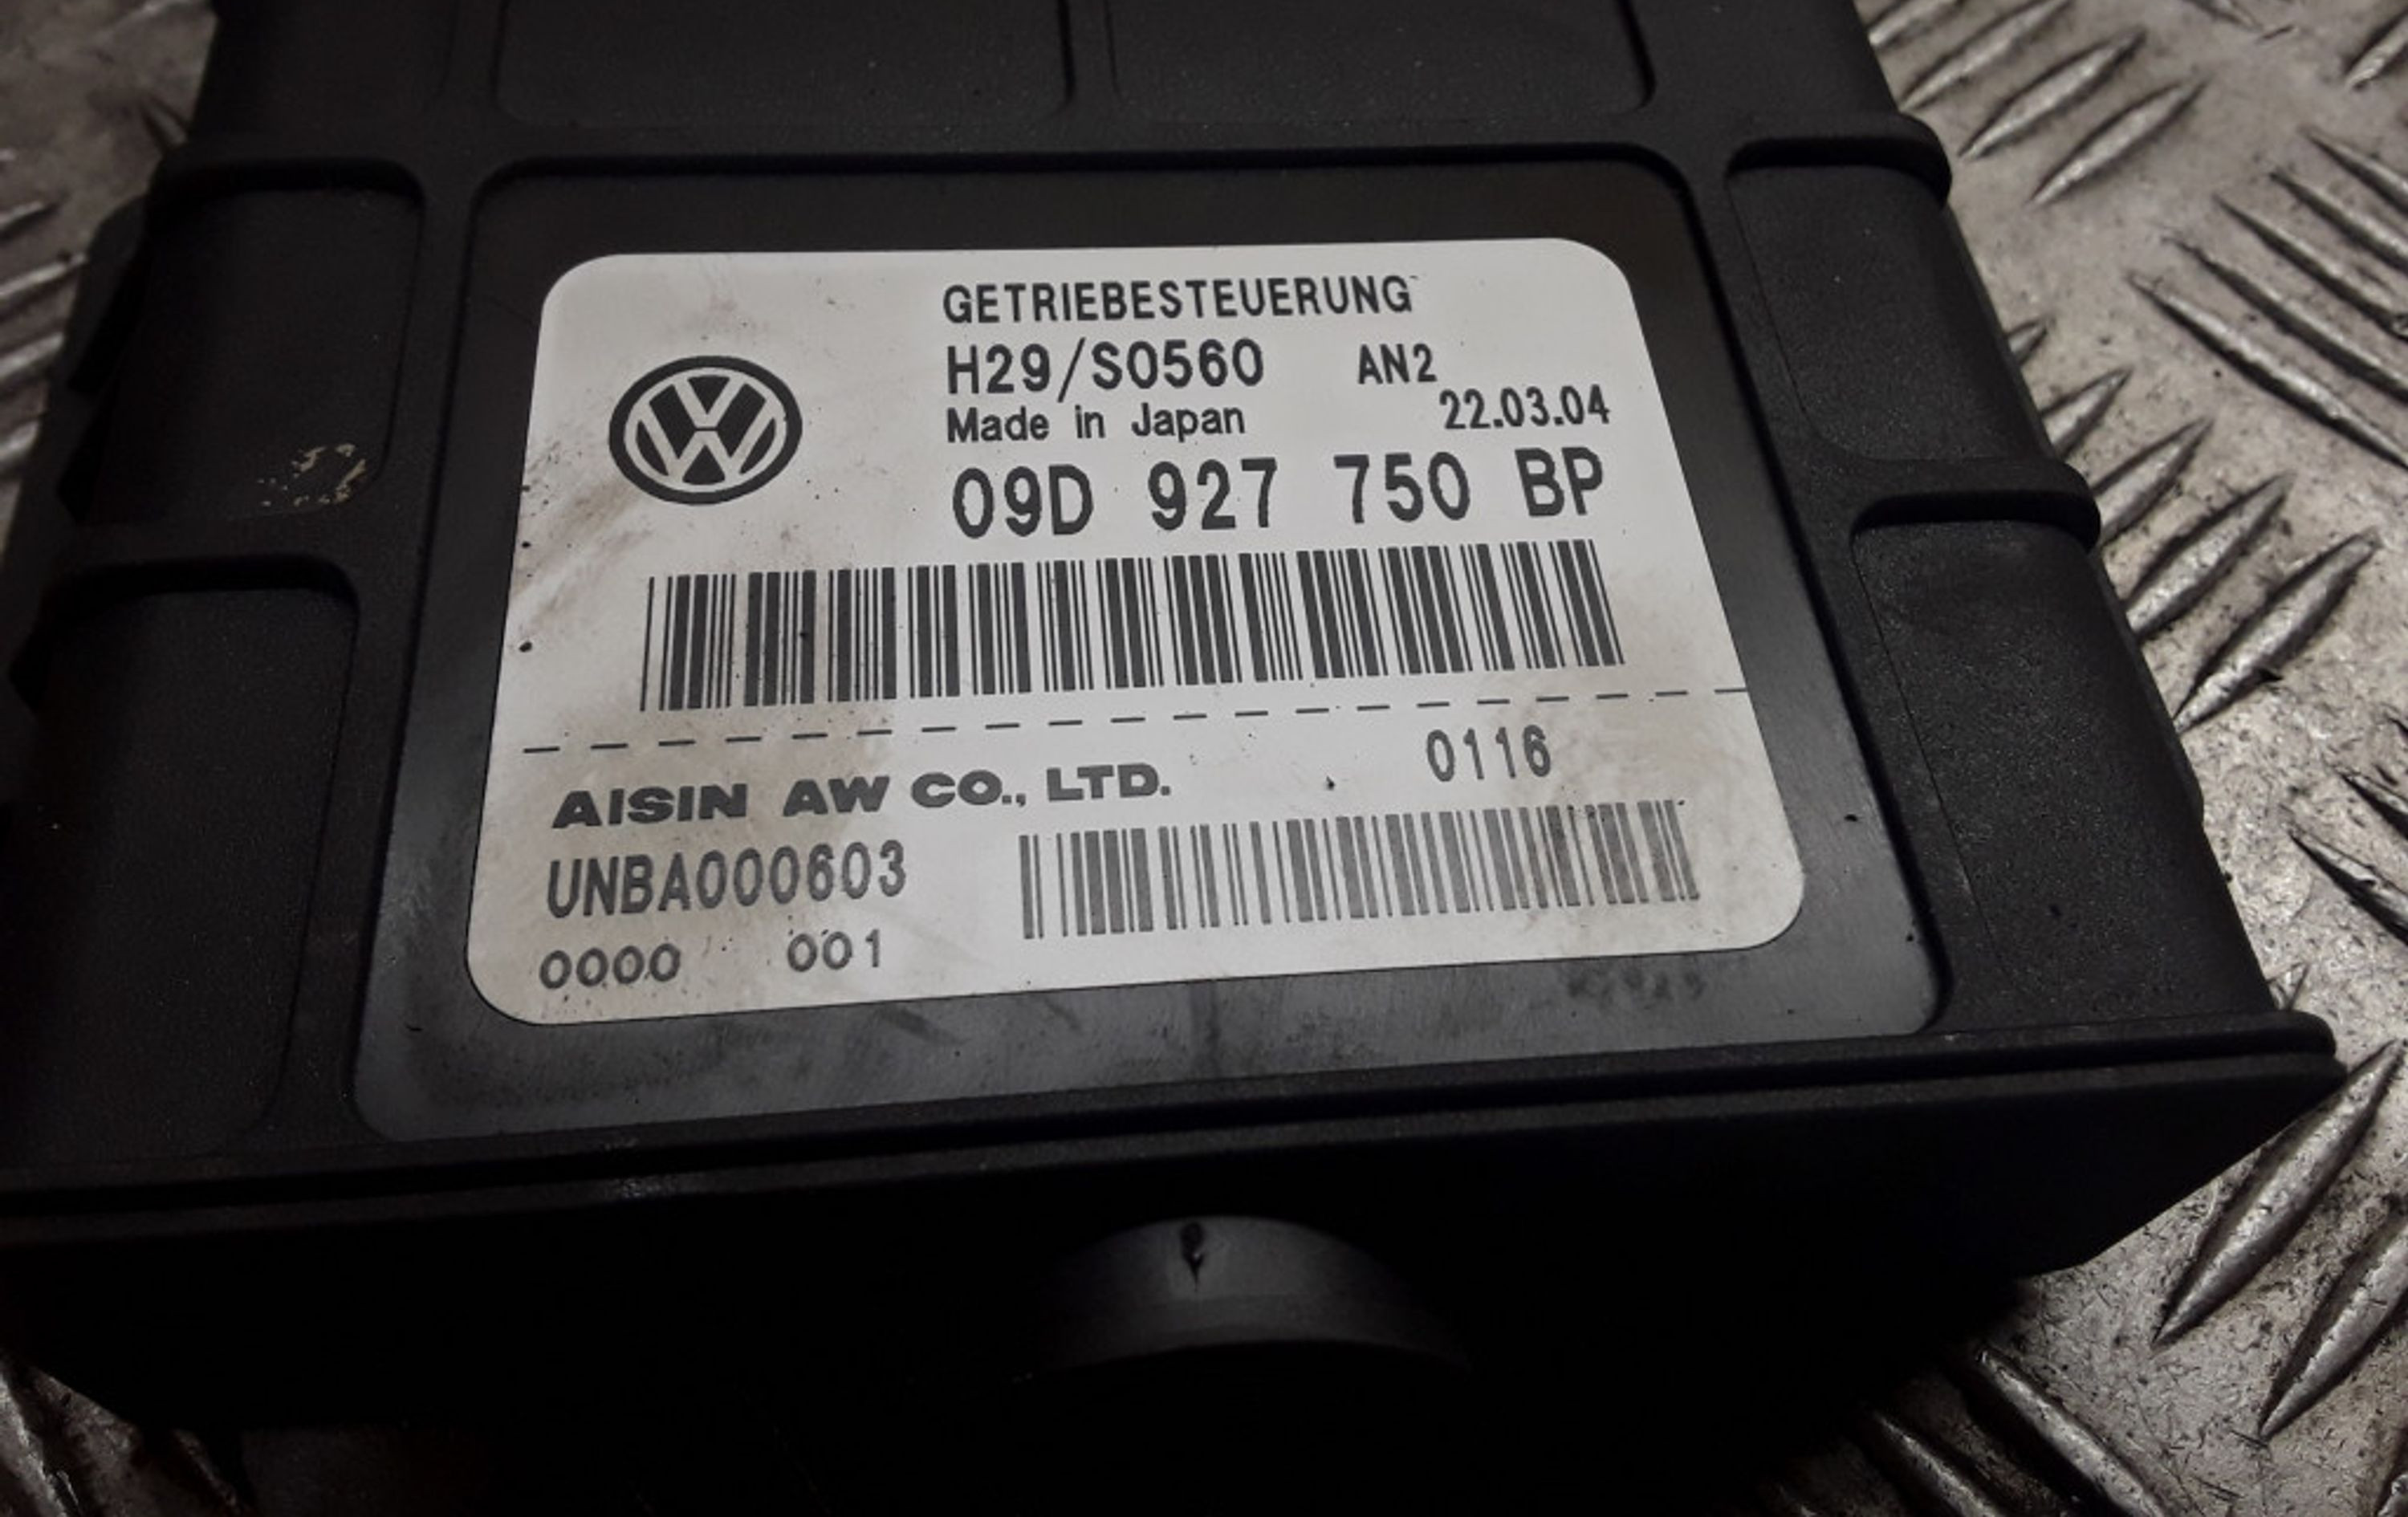 GETRIEBESTEUERUNG
H29/S0560 AN2
Made in Japan 22.03.04
09D 927 750 BP
AISIN AW CO., LTD. 0116
UNBA000603
0000 001